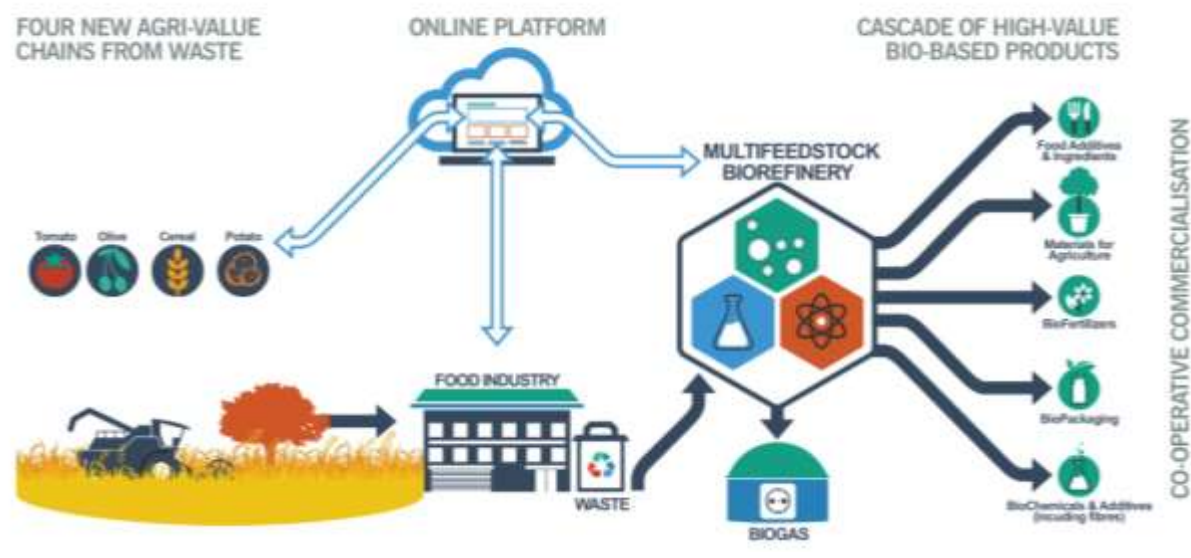 FOUR NEW AGRI-VALUE
CHAINS FROM WASTE
ONLINE PLATFORM
CASCADE OF HIGH-VALUE
BIO-BASED PRODUCTS
MULTIFEEDSTOCK
BIOREFINERY
Food Additives
& Ingredients
Tomato
Olive
Cereal
Potato
Materials for
Agriculture
BioFertilizers
FOOD INDUSTRY
BioPackaging
WASTE
BIOGAS
BioChemicals & Additives
(incuding fibres)
CO-OPERATIVE COMMERCIALISATION